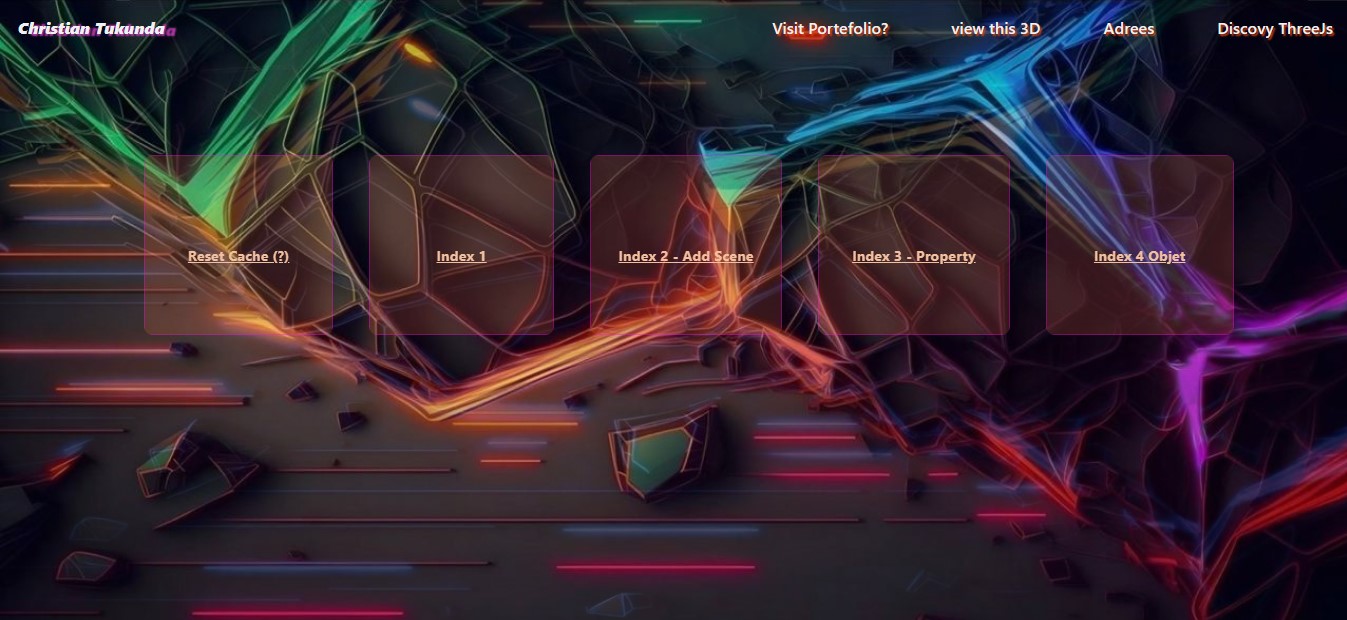 Christian Tukunda
Visit Portefolio?
view this 3D
Adrees
Discovy ThreeJs
Reset Cache (?)
Index 1
Index 2 - Add Scene
Index 3 - Property
Index 4 Objet